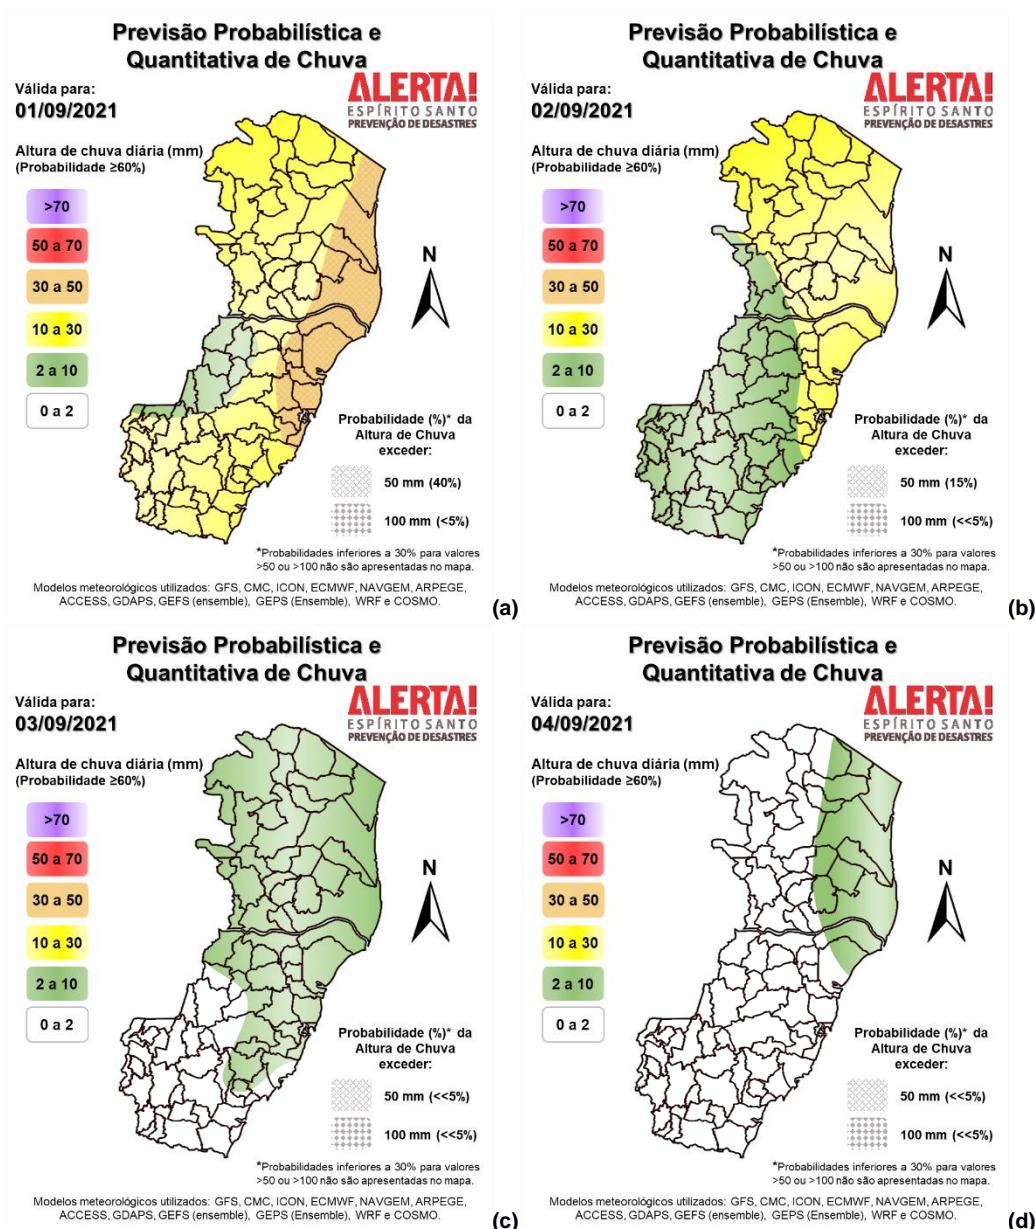 Previsão Probabilística e
Quantitativa de Chuva
Válida para:
01/09/2021
ALERTA!
ESPÍRITO SANTO
PREVENÇÃO DE DESASTRES
Altura de chuva diária (mm)
(Probabilidade ≥60%)
>70
50 a 70
30 a 50
10 a 30
2 a 10
0 a 2
N
Probabilidade (%)* da
Altura de Chuva
exceder:
50 mm (40%)
100 mm (<5%)
*Probabilidades inferiores a 30% para valores
>50 ou >100 não são apresentadas no mapa.
Modelos meteorológicos utilizados: GFS, CMC, ICON, ECMWF, NAVGEM, ARPEGE,
ACCESS, GDAPS, GEFS (ensemble), GEPS (Ensemble), WRF e COSMO.
(a)
Previsão Probabilística e
Quantitativa de Chuva
Válida para:
02/09/2021
ALERTA!
ESPÍRITO SANTO
PREVENÇÃO DE DESASTRES
Altura de chuva diária (mm)
(Probabilidade ≥60%)
>70
50 a 70
30 a 50
10 a 30
2 a 10
0 a 2
N
Probabilidade (%)* da
Altura de Chuva
exceder:
50 mm (15%)
100 mm (<<5%)
*Probabilidades inferiores a 30% para valores
>50 ou >100 não são apresentadas no mapa.
Modelos meteorológicos utilizados: GFS, CMC, ICON, ECMWF, NAVGEM, ARPEGE,
ACCESS, GDAPS, GEFS (ensemble), GEPS (Ensemble), WRF e COSMO.
(b)
Previsão Probabilística e
Quantitativa de Chuva
Válida para:
03/09/2021
ALERTA!
ESPÍRITO SANTO
PREVENÇÃO DE DESASTRES
Altura de chuva diária (mm)
(Probabilidade ≥60%)
>70
50 a 70
30 a 50
10 a 30
2 a 10
0 a 2
N
Probabilidade (%)* da
Altura de Chuva
exceder:
50 mm (<<5%)
100 mm (<<5%)
*Probabilidades inferiores a 30% para valores
>50 ou >100 não são apresentadas no mapa.
Modelos meteorológicos utilizados: GFS, CMC, ICON, ECMWF, NAVGEM, ARPEGE,
ACCESS, GDAPS, GEFS (ensemble), GEPS (Ensemble), WRF e COSMO.
(c)
Previsão Probabilística e
Quantitativa de Chuva
Válida para:
04/09/2021
ALERTA!
ESPÍRITO SANTO
PREVENÇÃO DE DESASTRES
Altura de chuva diária (mm)
(Probabilidade ≥60%)
>70
50 a 70
30 a 50
10 a 30
2 a 10
0 a 2
N
Probabilidade (%)* da
Altura de Chuva
exceder:
50 mm (<<5%)
100 mm (<<5%)
*Probabilidades inferiores a 30% para valores
>50 ou >100 não são apresentadas no mapa.
Modelos meteorológicos utilizados: GFS, CMC, ICON, ECMWF, NAVGEM, ARPEGE,
ACCESS, GDAPS, GEFS (ensemble), GEPS (Ensemble), WRF e COSMO.
(d)